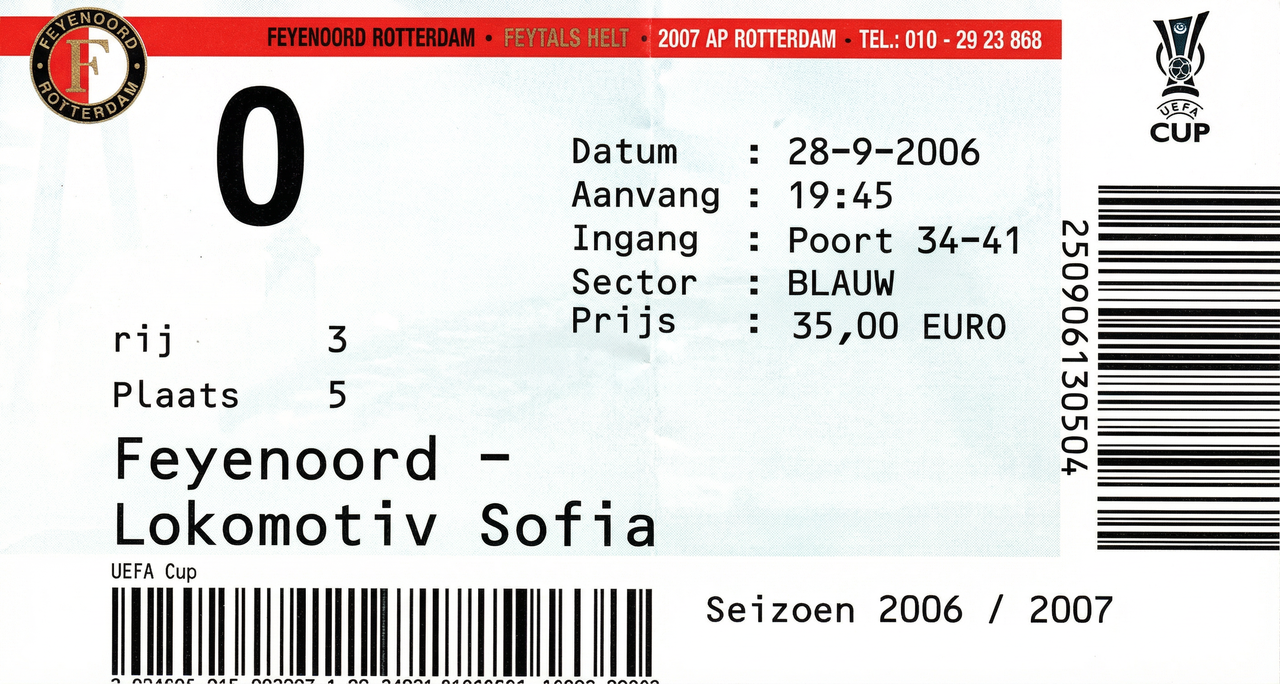 FEYENOORD ROTTERDAM
FEYENOORD ROTTERDAM • FEYTALS HELT • 2007 AP ROTTERDAM • TEL.: 010 - 29 23 868
F
UEFA
CUP
O
Datum : 28-9-2006
Aanvang : 19:45
Ingang : Poort 34-41
Sector : BLAUW
Prijs : 35,00 EURO
250906130504
rij 3
Plaats 5
Feyenoord -
Lokomotiv Sofia
UEFA Cup
Seizoen 2006 / 2007